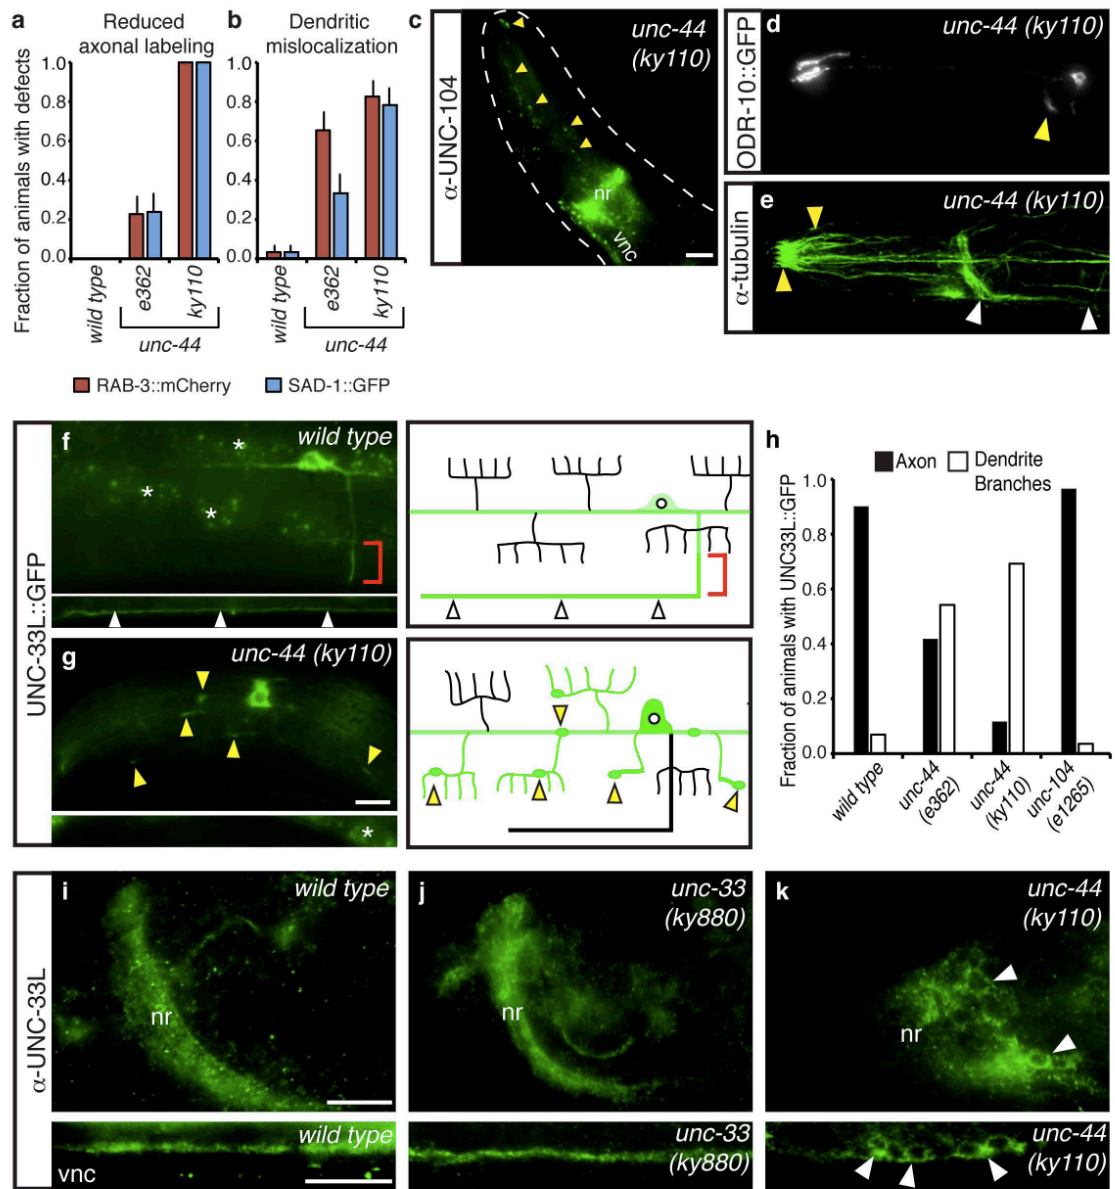 a
Reduced
axonal labeling
Fraction of animals with defects
1.0
0.8
0.6
0.4
0.2
0.0
wild type
e362
ky110
unc-44
b
Dendritic
mislocalization
1.0
0.8
0.6
0.4
0.2
0.0
wild type
e362
ky110
unc-44
RAB-3::mCherry
SAD-1::GFP
c
α-UNC-104
unc-44
(ky110)
nr
vnc
d
ODR-10::GFP
unc-44 (ky110)
e
α-tubulin
unc-44 (ky110)
UNC-33L::GFP
f
wild type
*
*
*
g
unc-44 (ky110)
*
h
Axon
Dendrite
Branches
Fraction of animals with UNC33L::GFP
1.0
0.8
0.6
0.4
0.2
0.0
wild type
unc-44
(e362)
unc-44
(ky110)
unc-104
(e1265)
α-UNC-33L
i
wild type
nr
wild type
vnc
j
unc-33
(ky880)
nr
unc-33
(ky880)
k
unc-44
(ky110)
nr
unc-44
(ky110)